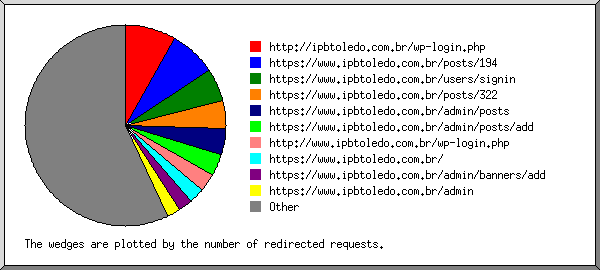 http://ipbtoledo.com.br/wp-login.php
https://www.ipbtoledo.com.br/posts/194
https://www.ipbtoledo.com.br/users/signin
https://www.ipbtoledo.com.br/posts/322
https://www.ipbtoledo.com.br/admin/posts
https://www.ipbtoledo.com.br/admin/posts/add
http://www.ipbtoledo.com.br/wp-login.php
https://www.ipbtoledo.com.br/
https://www.ipbtoledo.com.br/admin/banners/add
https://www.ipbtoledo.com.br/admin
Other
The wedges are plotted by the number of redirected requests.